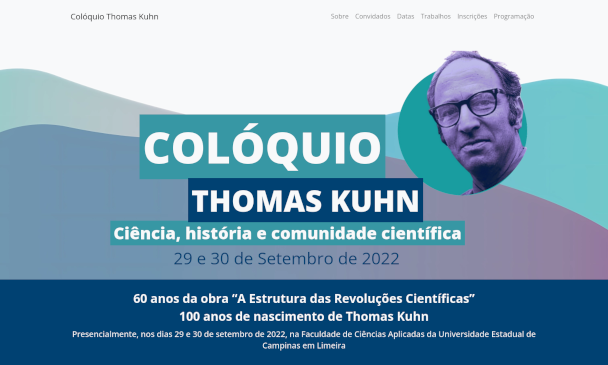 Colóquio Thomas Kuhn
Sobre Convidados Datas Trabalhos Inscrições Programação
COLÓQUIO
THOMAS KUHN
Ciência, história e comunidade científica
29 e 30 de Setembro de 2022
60 anos da obra “A Estrutura das Revoluções Científicas”
100 anos de nascimento de Thomas Kuhn
Presencialmente, nos dias 29 e 30 de setembro de 2022, na Faculdade de Ciências Aplicadas da Universidade Estadual de
Campinas em Limeira